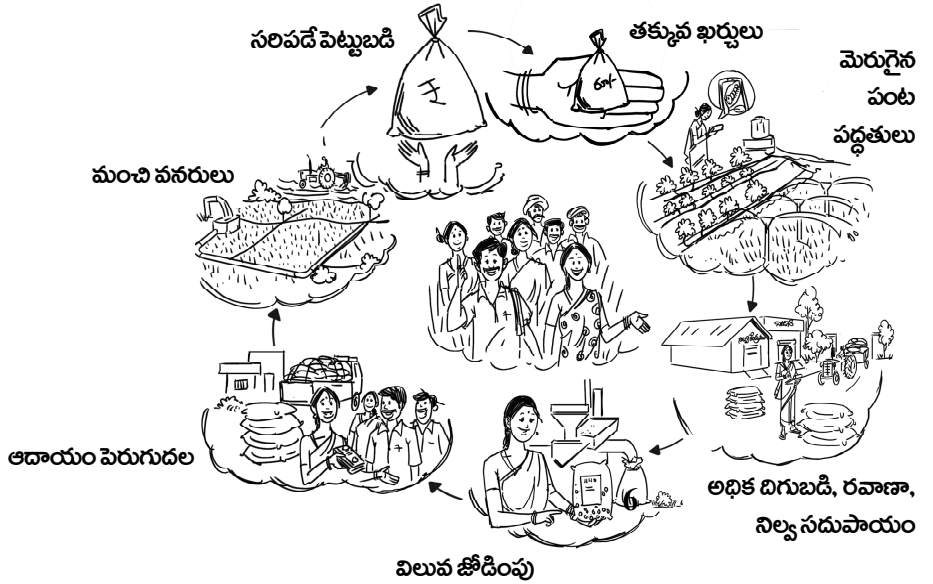 సరిపడే పెట్టుబడి
తక్కువ ఖర్చులు
మెరుగైన
పంట
పద్ధతులు
₹
మంచి వనరులు
ఆదాయం పెరుగుదల
అధిక దిగుబడి, రవాణా,
నిల్వ సదుపాయం
విలువ జోడింపు